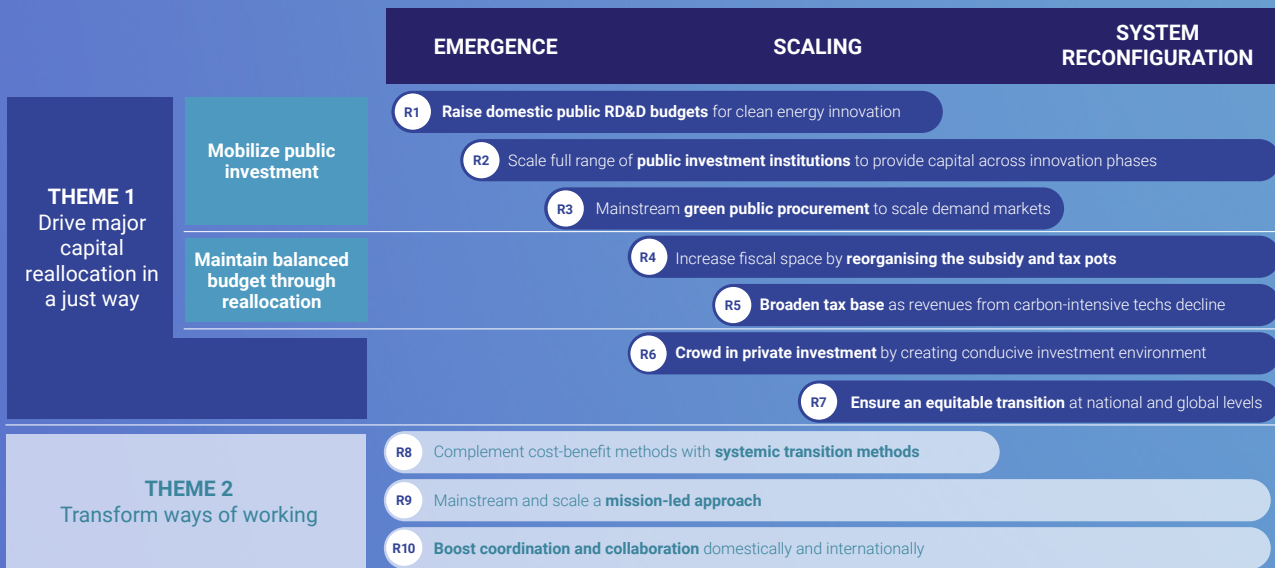 EMERGENCE
SCALING
SYSTEM
RECONFIGURATION
THEME 1
Drive major
capital
reallocation in
a just way
Mobilize public
investment
R1 Raise domestic public RD&D budgets for clean energy innovation
R2 Scale full range of public investment institutions to provide capital across innovation phases
R3 Mainstream green public procurement to scale demand markets
Maintain balanced
budget through
reallocation
R4 Increase fiscal space by reorganising the subsidy and tax pots
R5 Broaden tax base as revenues from carbon-intensive techs decline
R6 Crowd in private investment by creating conducive investment environment
R7 Ensure an equitable transition at national and global levels
THEME 2
Transform ways of working
R8 Complement cost-benefit methods with systemic transition methods
R9 Mainstream and scale a mission-led approach
R10 Boost coordination and collaboration domestically and internationally